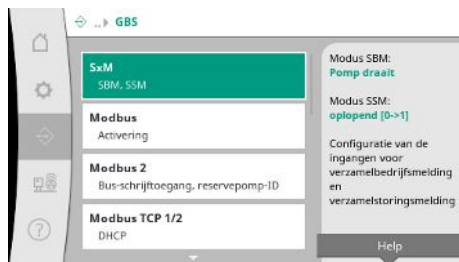 ..▸ GBS
SxM
SBM, SSM
Modbus
Activering
Modbus 2
Bus-schrijftoegang, reservepomp-ID
Modbus TCP 1/2
DHCP
Modus SBM:
Pomp draait
Modus SSM:
oplopend [0->1]
Configuratie van de
ingangen voor
verzamelbedrijfsmelding
en
verzamelstoringsmelding
Help
?